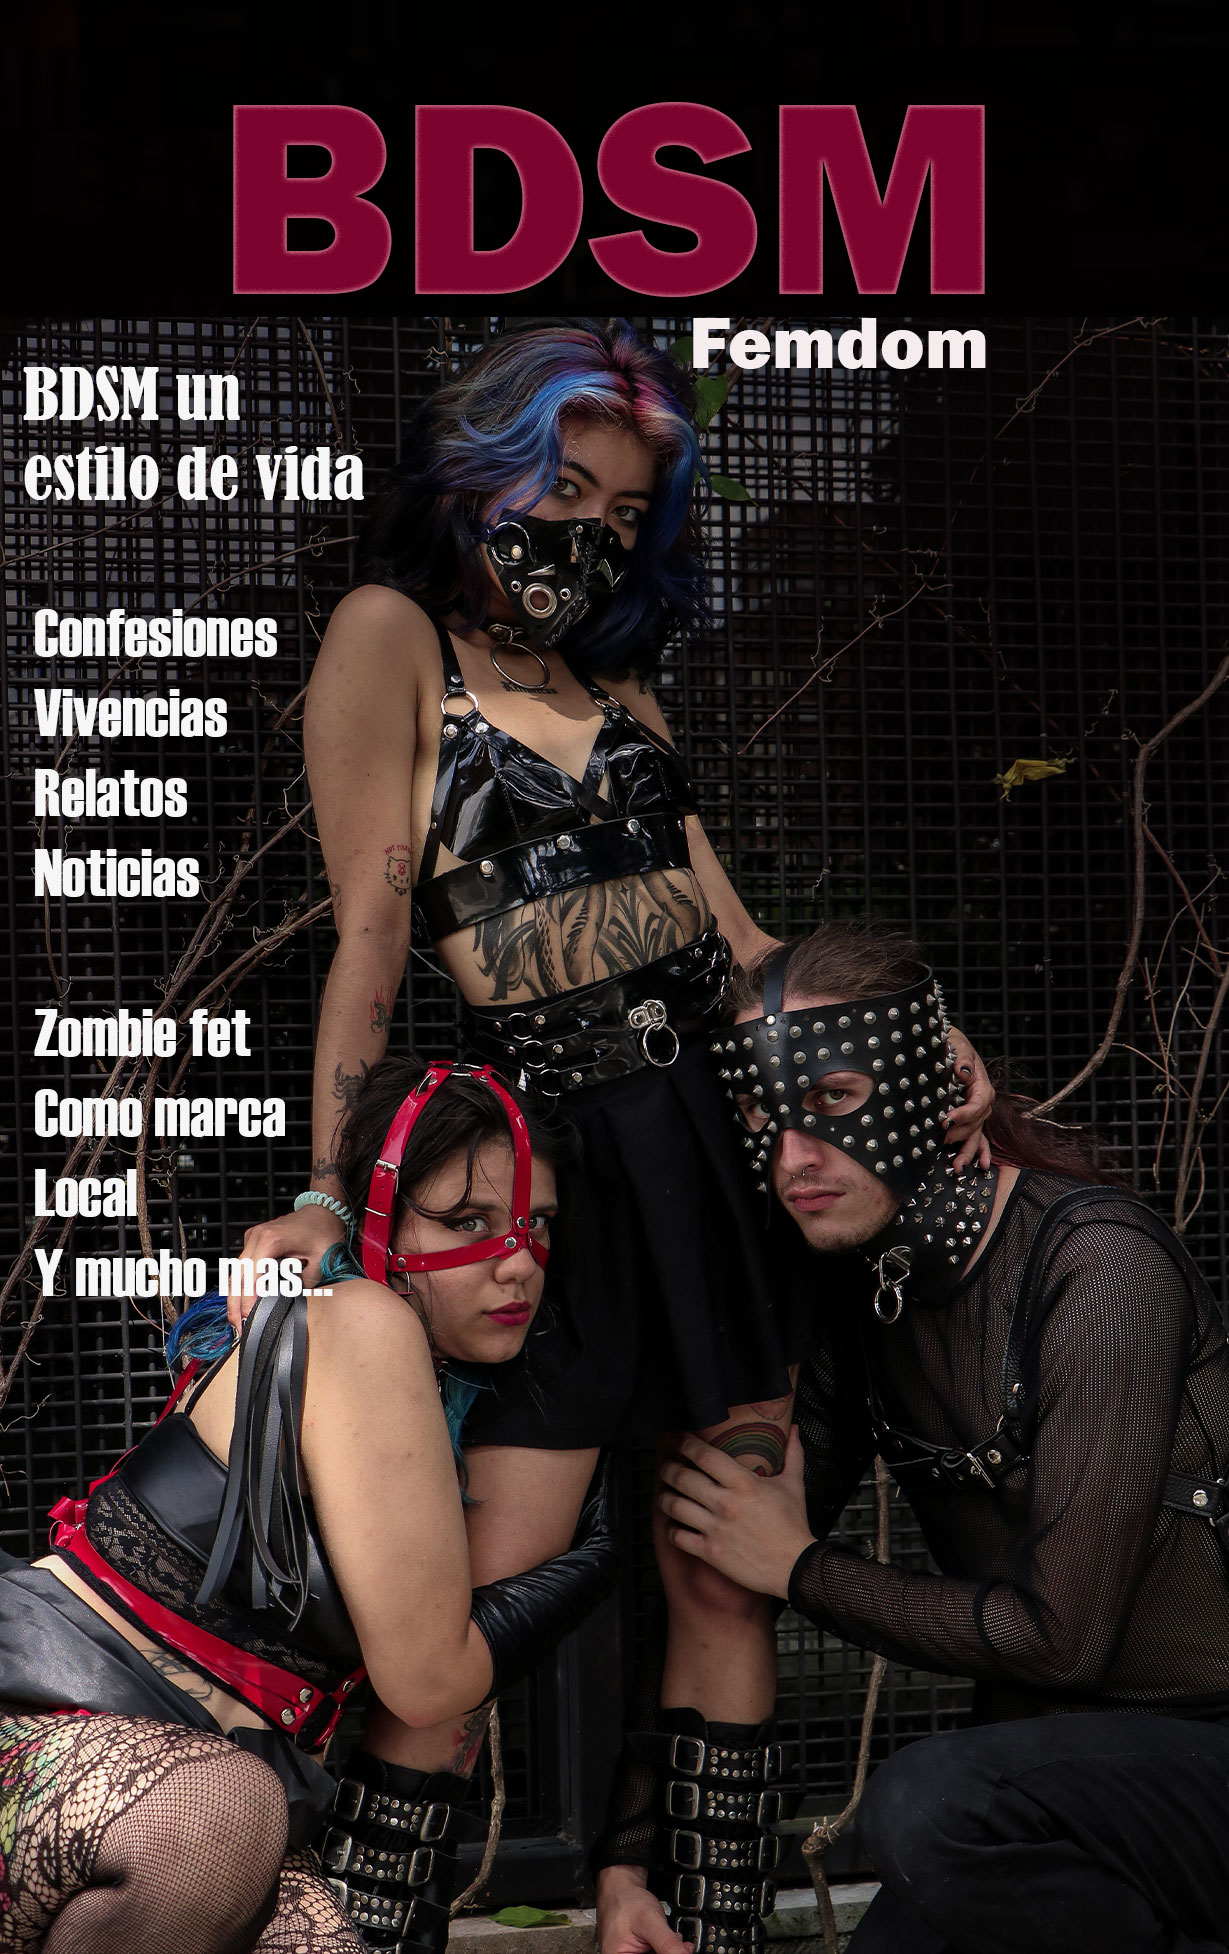 BDSM
Femdom
BDSM un
estilo de vida
Confesiones
Vivencias
Relatos
Noticias
Zombie fet
Como marca
Local
Y mucho mas...